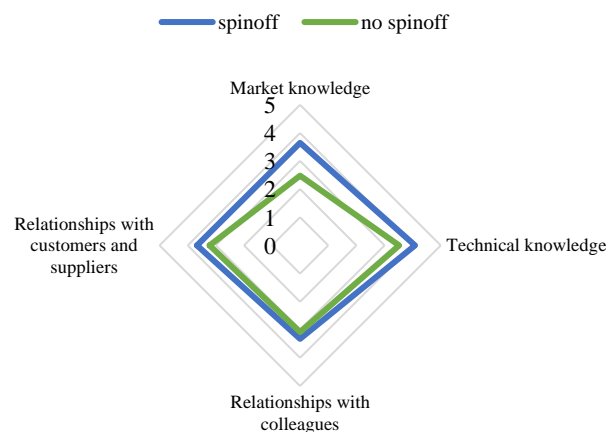 spinoff no spinoff
Market knowledge
5
4
3
2
1
0
Relationships with
customers and
suppliers
Technical knowledge
Relationships with
colleagues